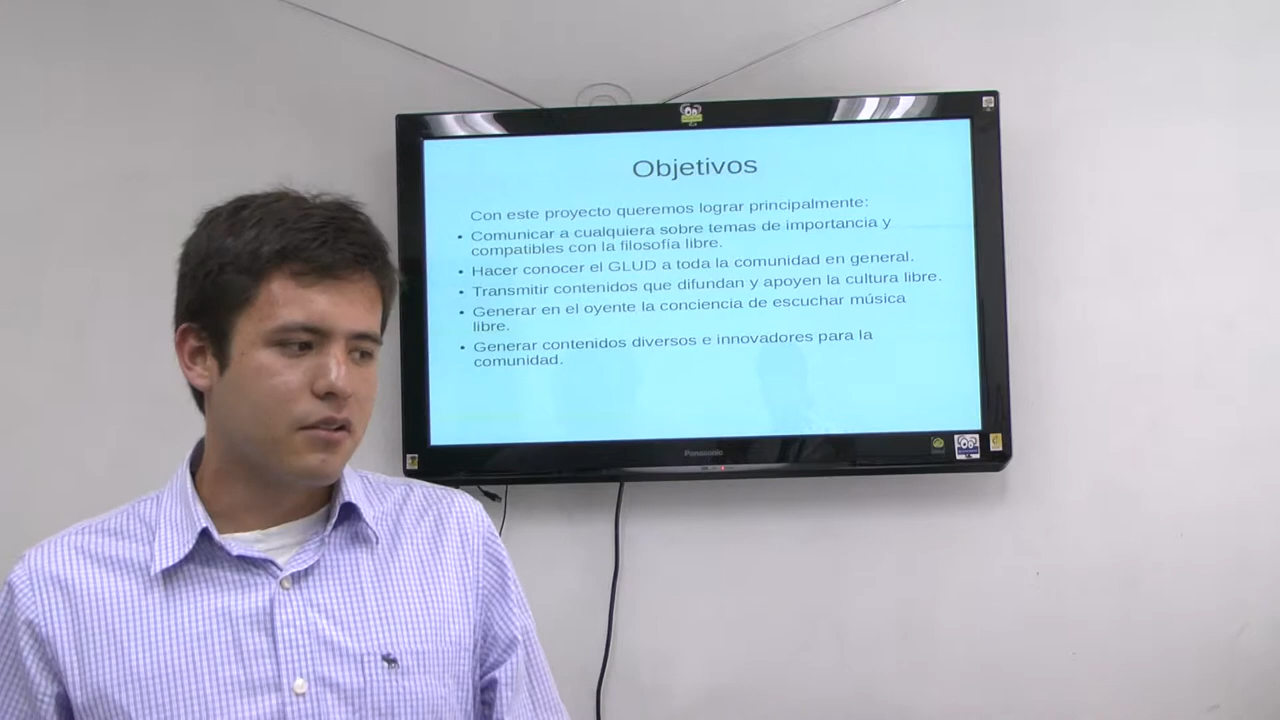 Objetivos
Con este proyecto queremos lograr principalmente:
• Comunicar a cualquiera sobre temas de importancia y
compatibles con la filosofía libre.
• Hacer conocer el GLUD a toda la comunidad en general.
• Transmitir contenidos que difundan y apoyen la cultura libre.
• Generar en el oyente la conciencia de escuchar música
libre.
• Generar contenidos diversos e innovadores para la
comunidad.
Panasonic